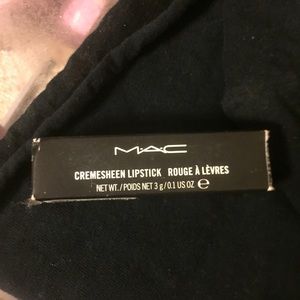 M·A·C
CREMESHEEN LIPSTICK ROUGE À LÈVRES
NET WT./POIDS NET 3 g/0.1 US OZ ℮